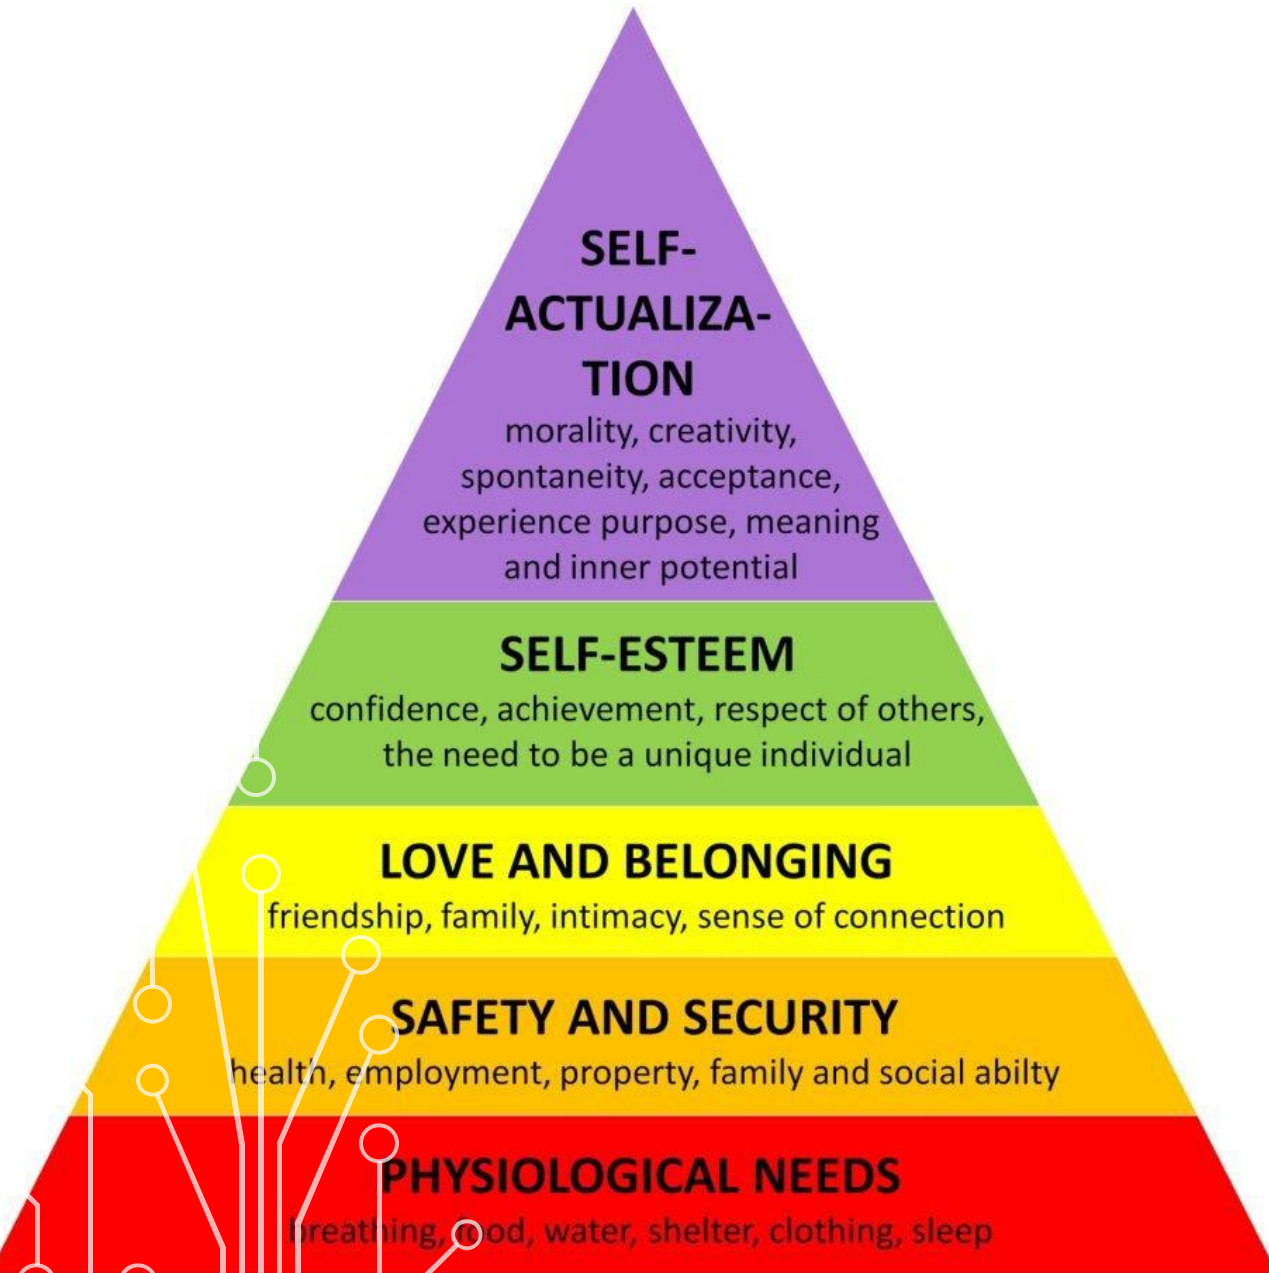 SELF-
ACTUALIZA-
TION
morality, creativity,
spontaneity, acceptance,
experience purpose, meaning
and inner potential
SELF-ESTEEM
confidence, achievement, respect of others,
the need to be a unique individual
LOVE AND BELONGING
friendship, family, intimacy, sense of connection
SAFETY AND SECURITY
health, employment, property, family and social abilty
PHYSIOLOGICAL NEEDS
breathing, food, water, shelter, clothing, sleep